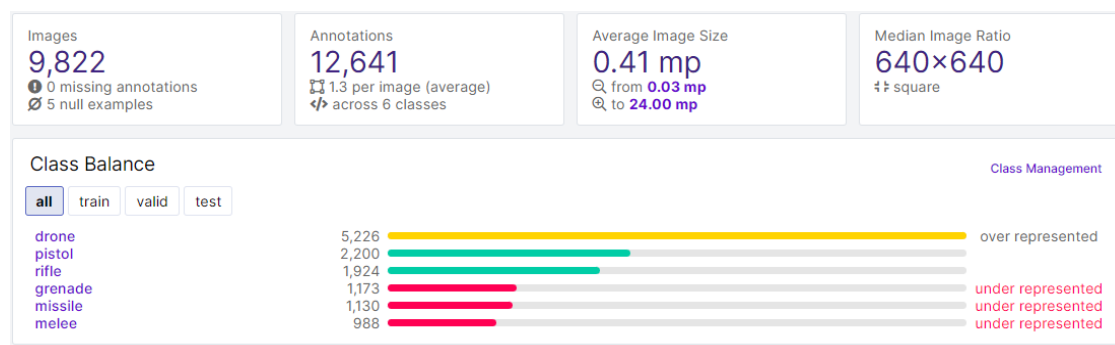 Images
9,822
0 missing annotations
5 null examples
Annotations
12,641
1.3 per image (average)
</> across 6 classes
Average Image Size
0.41 mp
from 0.03 mp
to 24.00 mp
Median Image Ratio
640×640
square
Class Balance
Class Management
all train valid test
drone 5,226 over represented
pistol 2,200
rifle 1,924
grenade 1,173 under represented
missile 1,130 under represented
melee 988 under represented